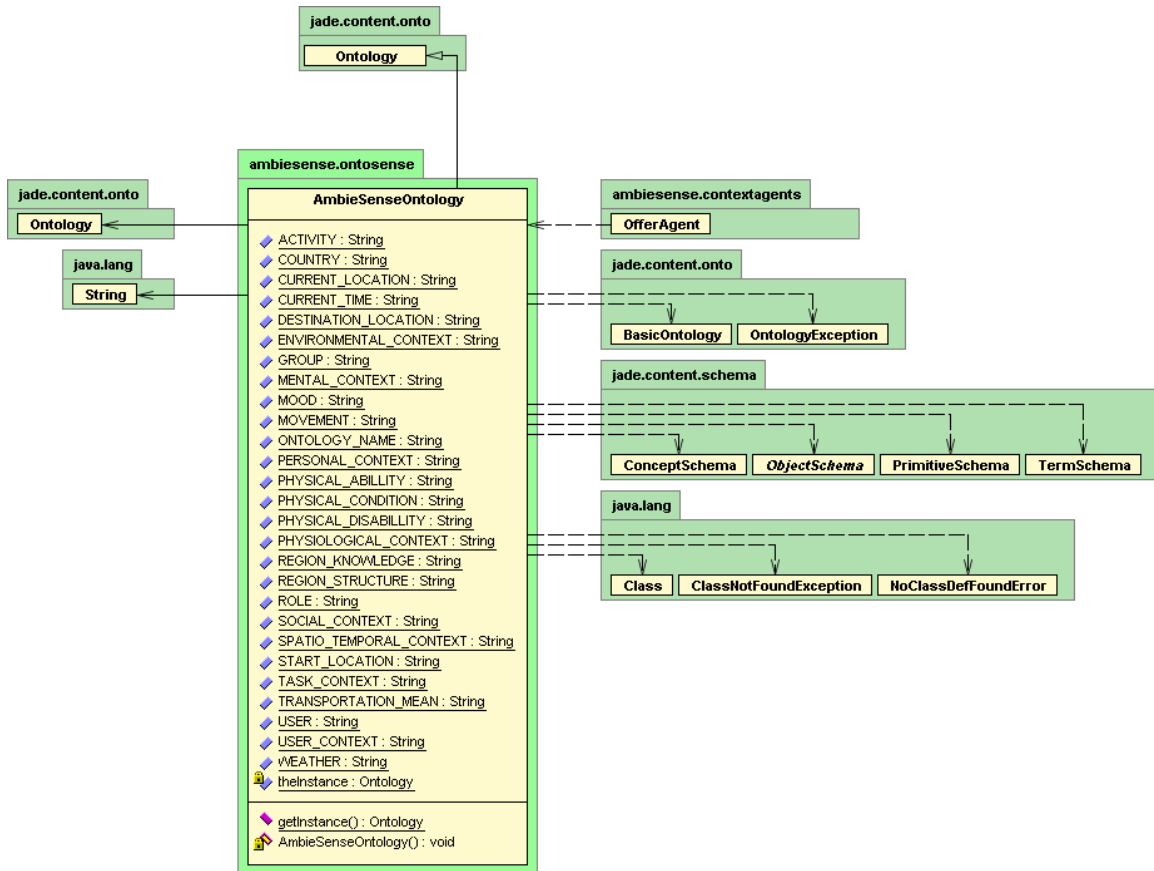 jade.content.onto
Ontology
ambiesense.ontosense
jade.content.onto
Ontology
java.lang
String
AmbieSenseOntology
ACTIVITY : String
COUNTRY : String
CURRENT_LOCATION : String
CURRENT_TIME : String
DESTINATION_LOCATION : String
ENVIRONMENTAL_CONTEXT : String
GROUP : String
MENTAL_CONTEXT : String
MOOD : String
MOVEMENT : String
ONTOLOGY_NAME : String
PERSONAL_CONTEXT : String
PHYSICAL_ABILLITY : String
PHYSICAL_CONDITION : String
PHYSICAL_DISABILLITY : String
PHYSIOLOGICAL_CONTEXT : String
REGION_KNOWLEDGE : String
REGION_STRUCTURE : String
ROLE : String
SOCIAL_CONTEXT : String
SPATIO_TEMPORAL_CONTEXT : String
START_LOCATION : String
TASK_CONTEXT : String
TRANSPORTATION_MEAN : String
USER : String
USER_CONTEXT : String
WEATHER : String
theInstance : Ontology
getInstance() : Ontology
AmbieSenseOntology() : void
ambiesense.contextagents
OfferAgent
jade.content.onto
BasicOntology OntologyException
jade.content.schema
ConceptSchema ObjectSchema PrimitiveSchema TermSchema
java.lang
Class ClassNotFoundException NoClassDefFoundError